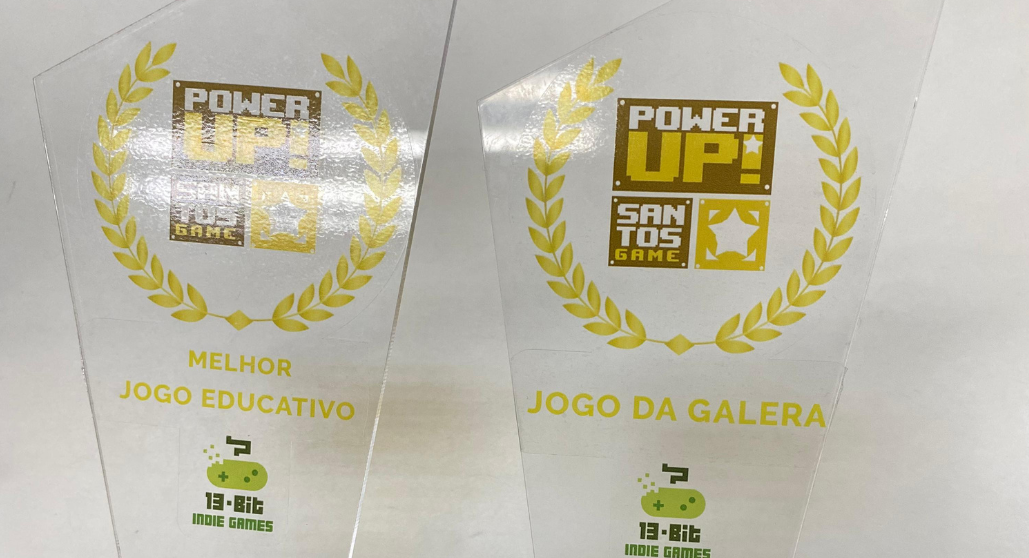 POWER
UP!
SAN
TOS
GAME
MELHOR
JOGO EDUCATIVO
13·Bit
INDIE GAMES
POWER
UP!
SAN
TOS
GAME
JOGO DA GALERA
13·Bit
INDIE GAMES